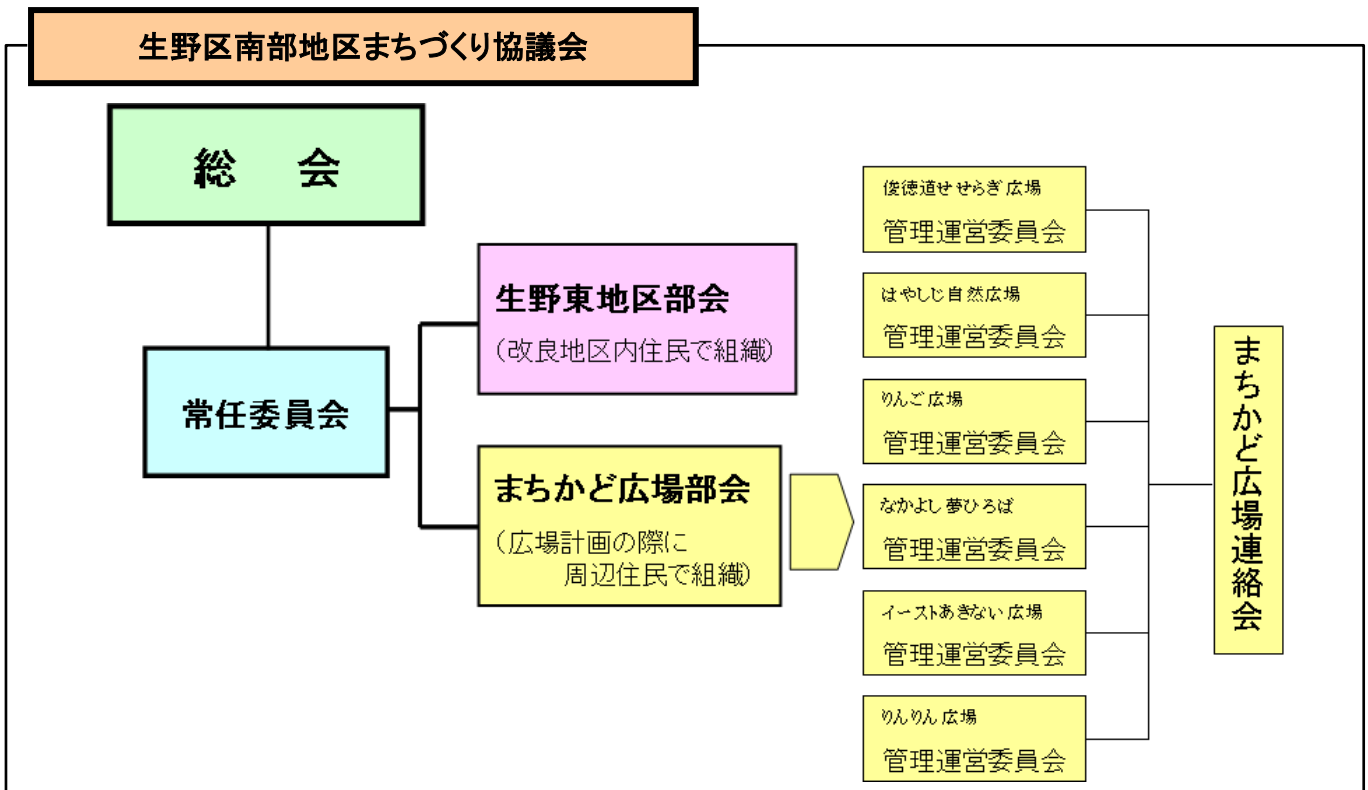 生野区南部地区まちづくり協議会
総　会
常任委員会
生野東地区部会
（改良地区内住民で組織）
まちかど広場部会
（広場計画の際に
周辺住民で組織）
俊徳道せせらぎ広場
管理運営委員会
はやしじ自然広場
管理運営委員会
りんご広場
管理運営委員会
なかよし夢ひろば
管理運営委員会
イーストあきない広場
管理運営委員会
りんりん広場
管理運営委員会
まちかど広場連絡会